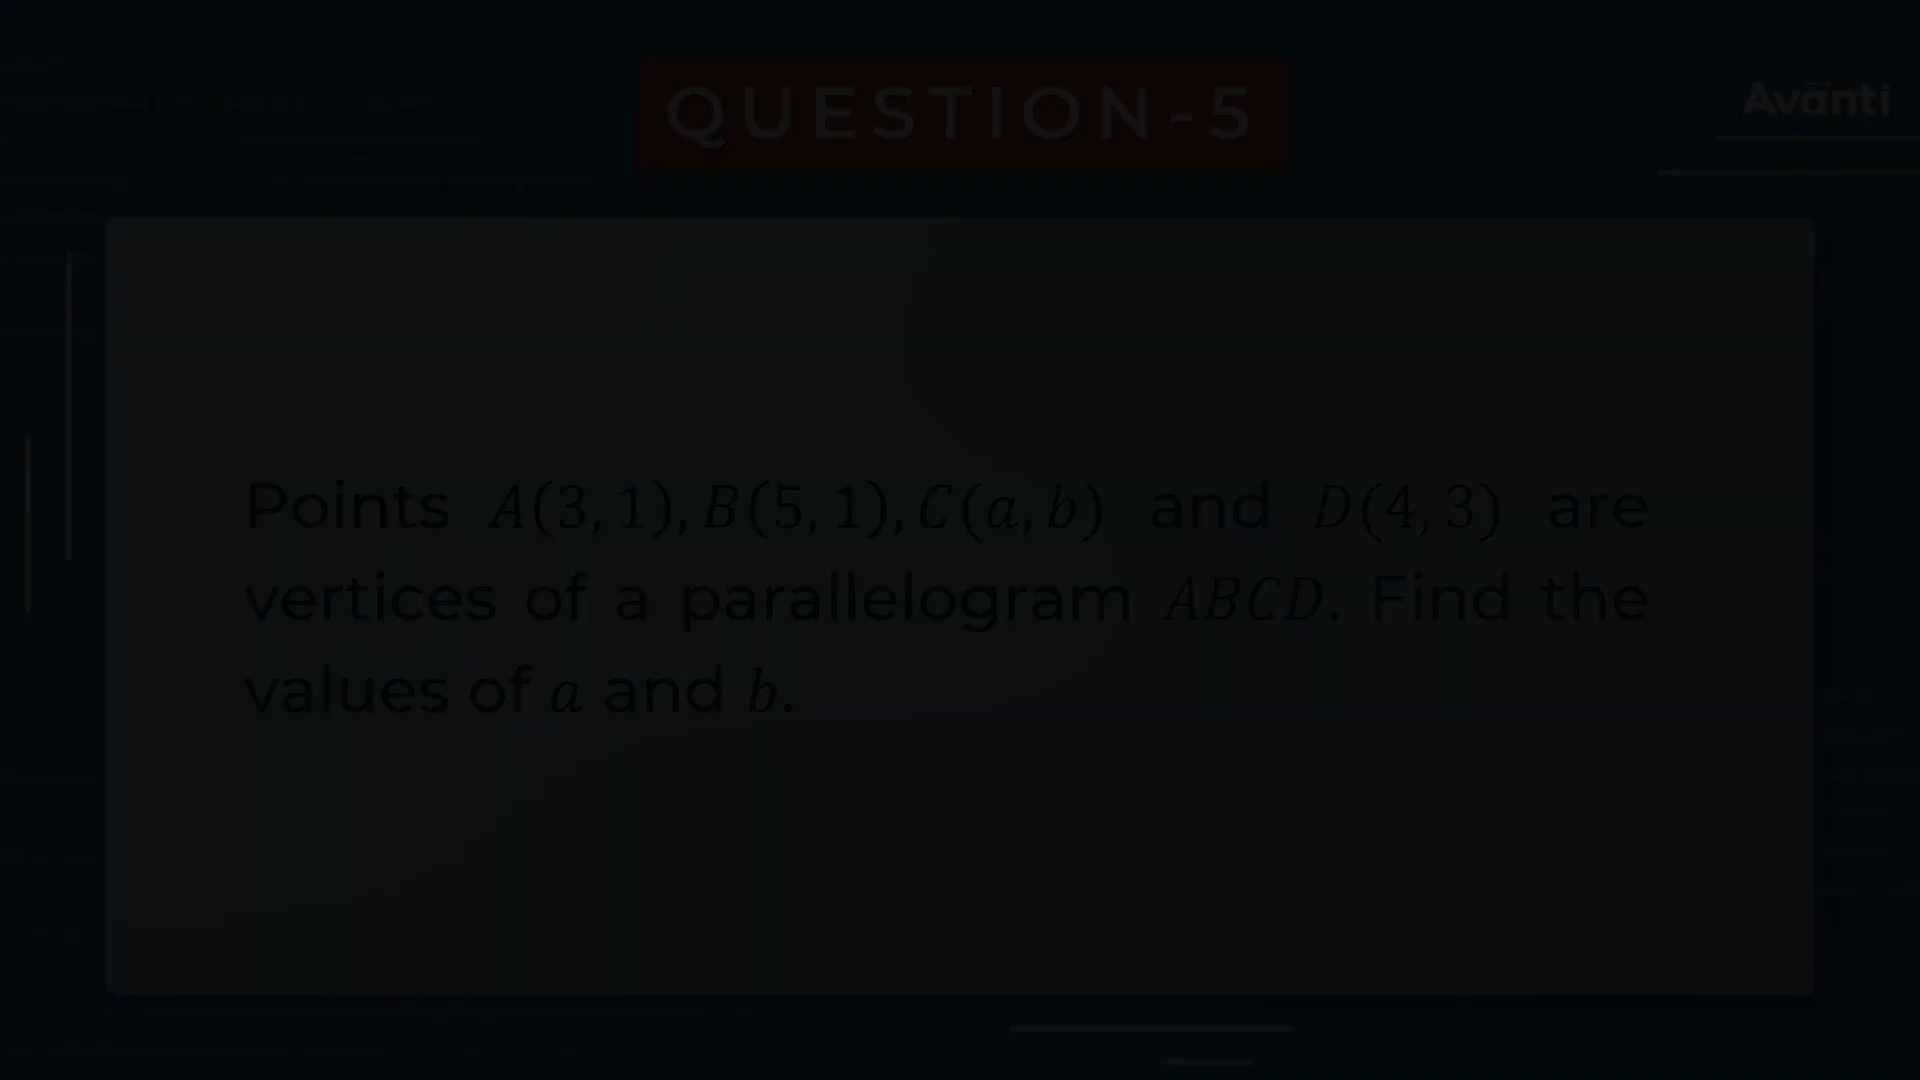 QUESTION-5
Avanti
Points A(3, 1), B(5, 1), C(a, b) and D(4, 3) are
vertices of a parallelogram ABCD. Find the
values of a and b.